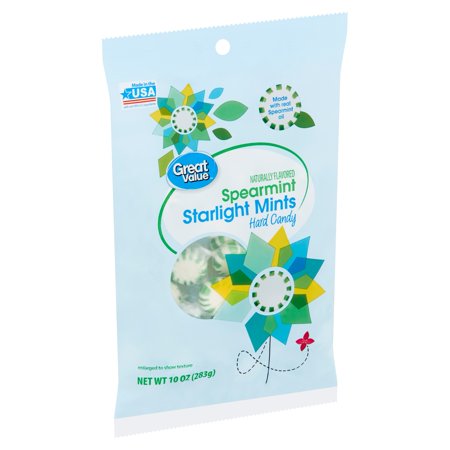 Made in the
USA
Made
with real
Spearmint
oil
Great
Value
NATURALLY FLAVORED
Spearmint
Starlight Mints
Hard Candy
enlarged to show texture
NET WT 10 OZ (283g)